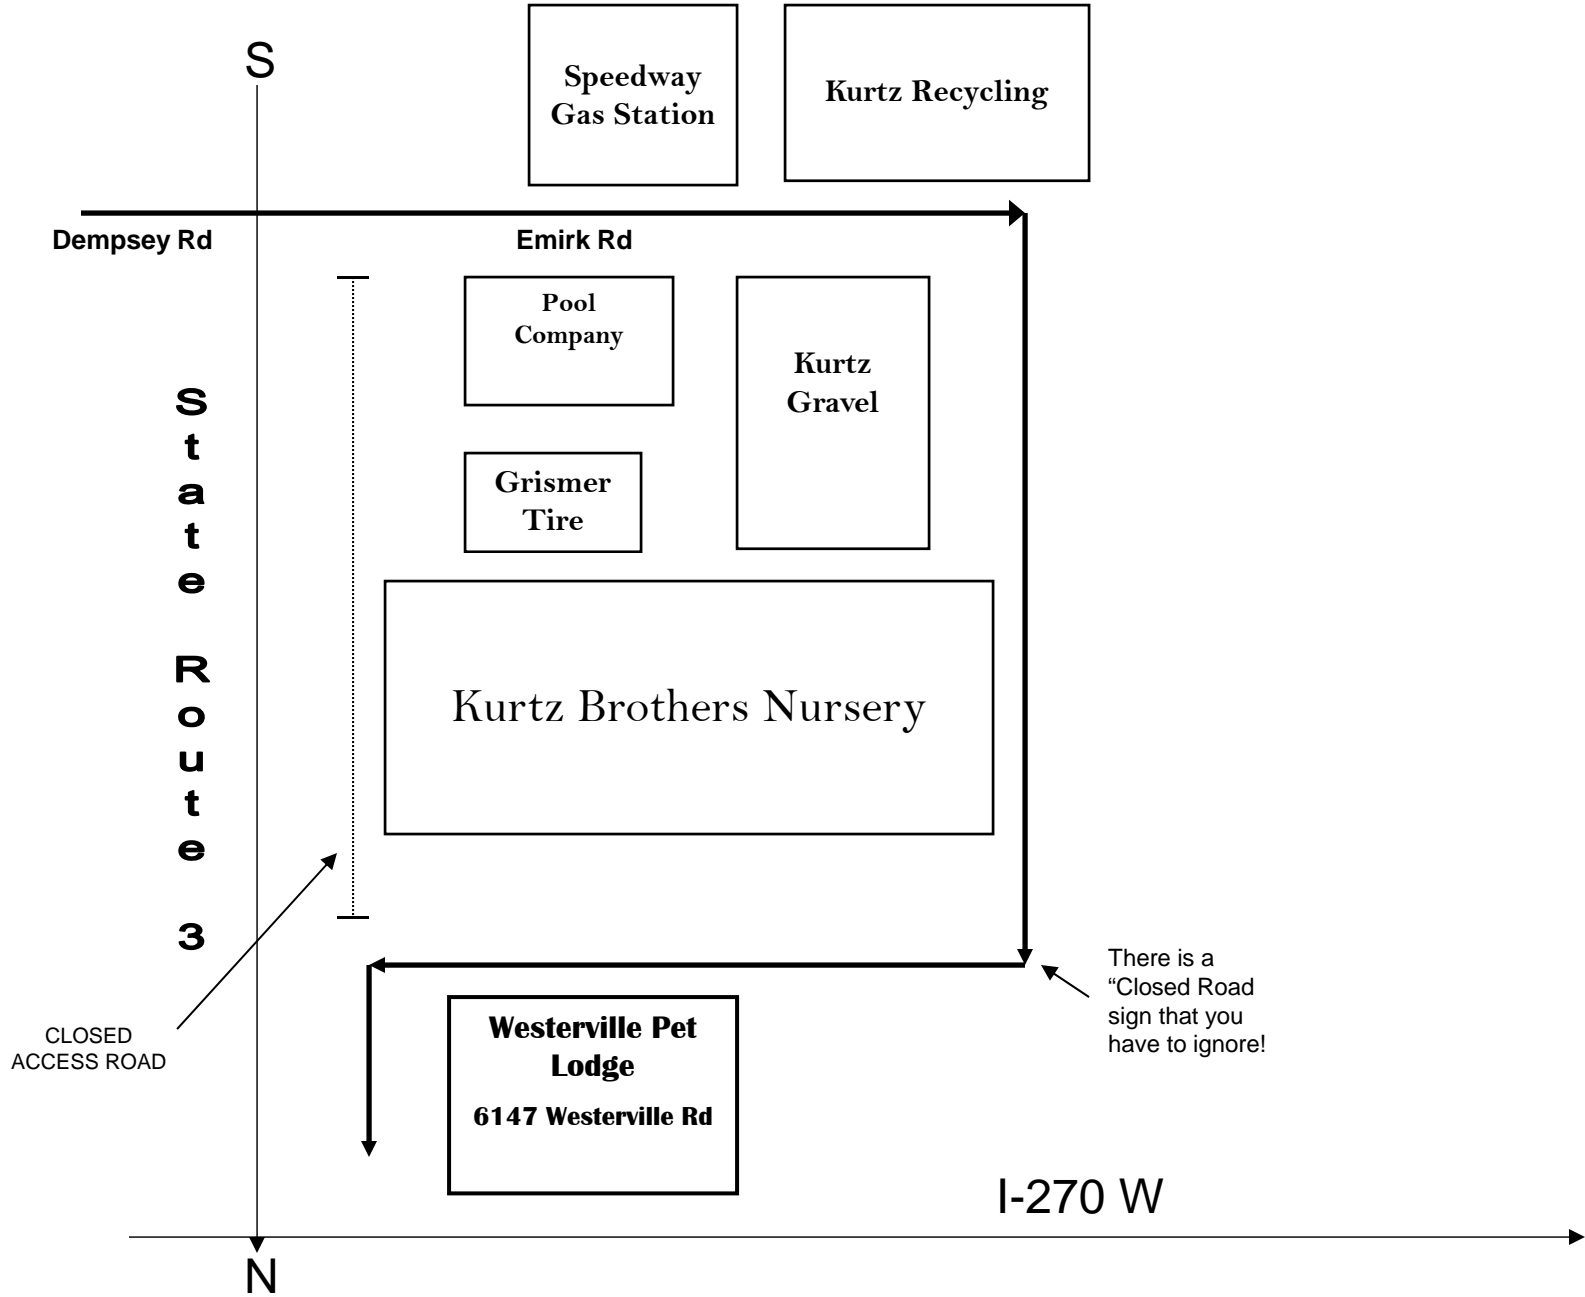 S
Speedway
Gas Station
Kurtz Recycling
Dempsey Rd
Emirk Rd
Pool
Company
Kurtz
Gravel
State Route 3
Grismer
Tire
Kurtz Brothers Nursery
CLOSED
ACCESS ROAD
There is a
“Closed Road
sign that you
have to ignore!
Westerville Pet
Lodge
6147 Westerville Rd
I-270 W
N